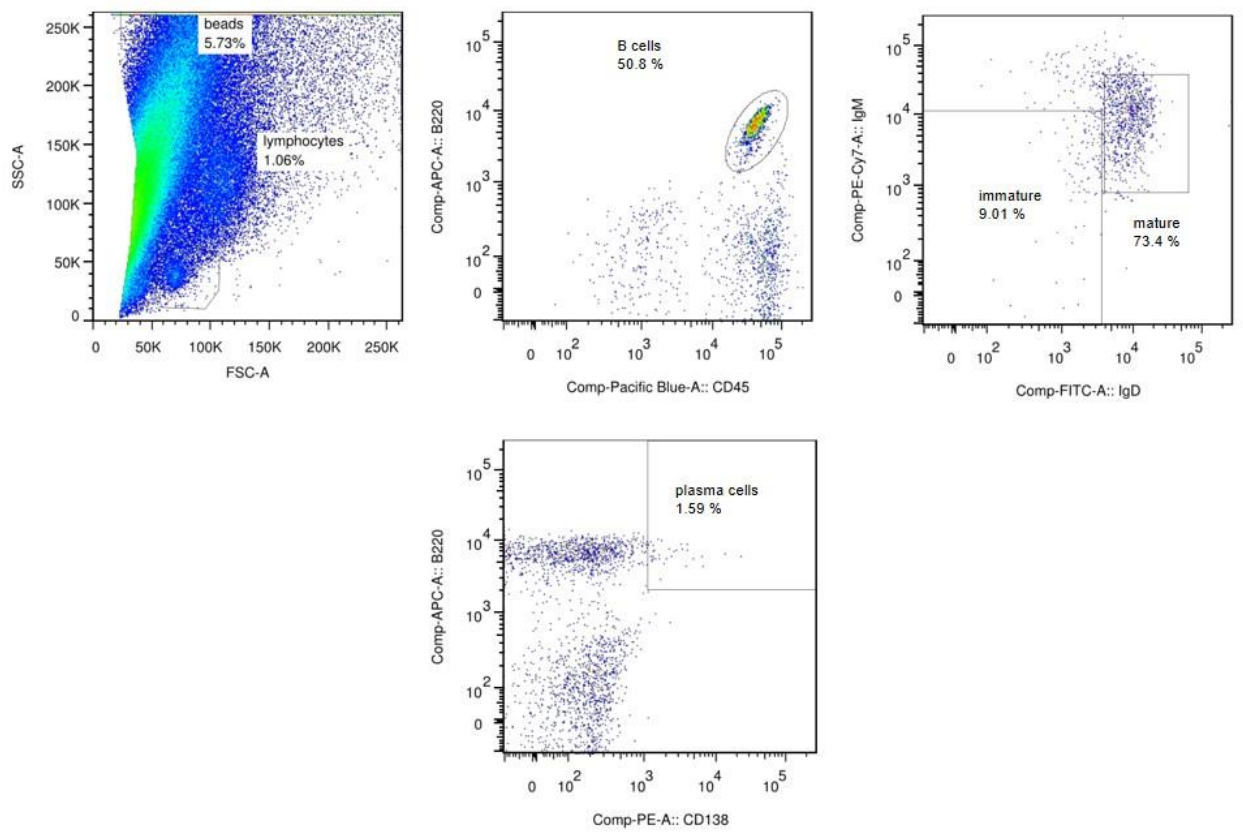 250K
200K
150K
100K
50K
0
SSC-A
beads
5.73%
lymphocytes
1.06%
0 50K 100K 150K 200K 250K
FSC-A
10^5
10^4
10^3
10^2
0
Comp-APC-A:: B220
B cells
50.8 %
0 10^2 10^3 10^4 10^5
Comp-Pacific Blue-A:: CD45
10^5
10^4
10^3
10^2
0
Comp-PE-Cy7-A:: IgM
immature
9.01 %
mature
73.4 %
0 10^2 10^3 10^4 10^5
Comp-FITC-A:: IgD
10^5
10^4
10^3
10^2
0
Comp-APC-A:: B220
plasma cells
1.59 %
0 10^2 10^3 10^4 10^5
Comp-PE-A:: CD138